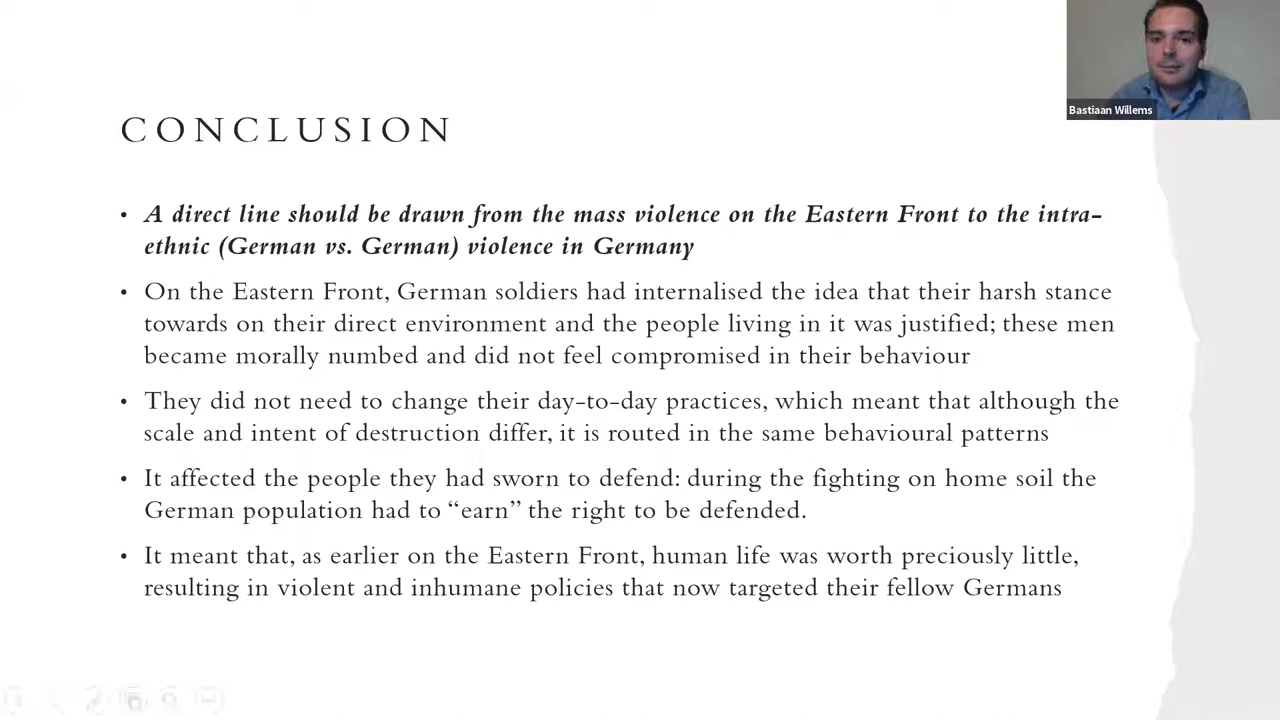 Bastiaan Willems
CONCLUSION
• A direct line should be drawn from the mass violence on the Eastern Front to the intra-
ethnic (German vs. German) violence in Germany
• On the Eastern Front, German soldiers had internalised the idea that their harsh stance
towards on their direct environment and the people living in it was justified; these men
became morally numbed and did not feel compromised in their behaviour
• They did not need to change their day-to-day practices, which meant that although the
scale and intent of destruction differ, it is routed in the same behavioural patterns
• It affected the people they had sworn to defend: during the fighting on home soil the
German population had to “earn” the right to be defended.
• It meant that, as earlier on the Eastern Front, human life was worth preciously little,
resulting in violent and inhumane policies that now targeted their fellow Germans